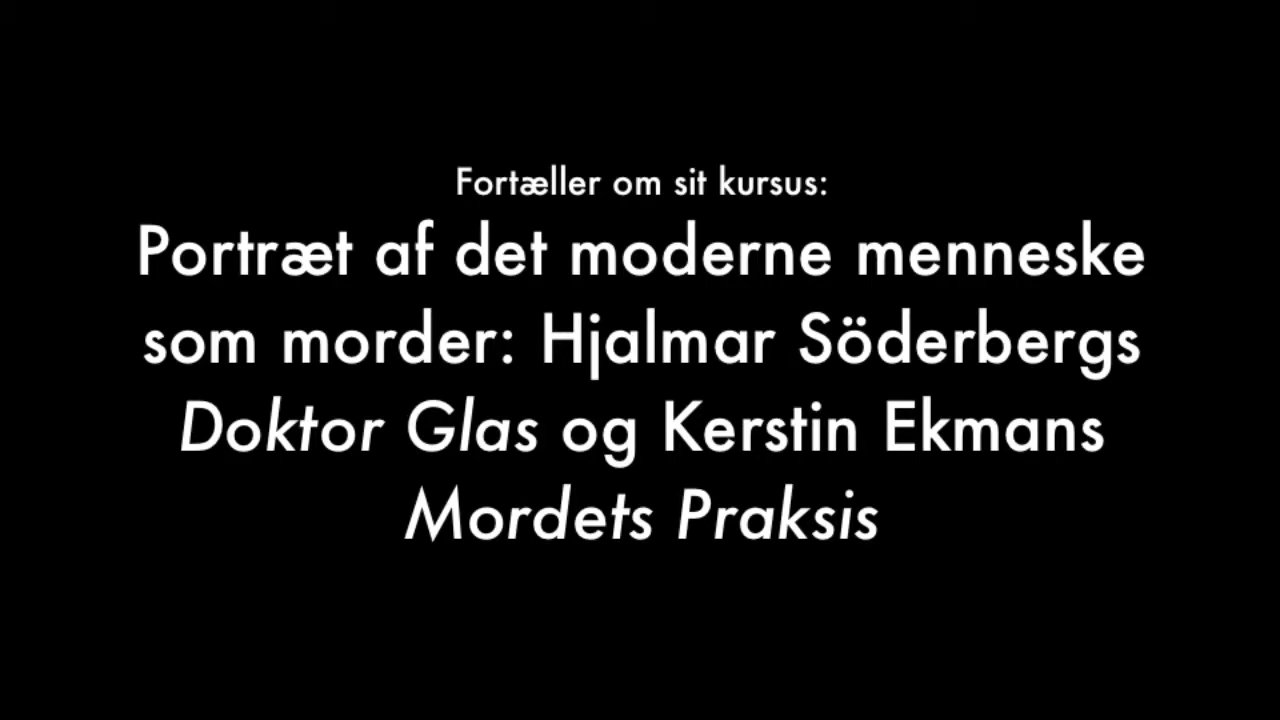 Fortæller om sit kursus:
Portræt af det moderne menneske
som morder: Hjalmar Söderbergs
Doktor Glas og Kerstin Ekmans
Mordets Praksis